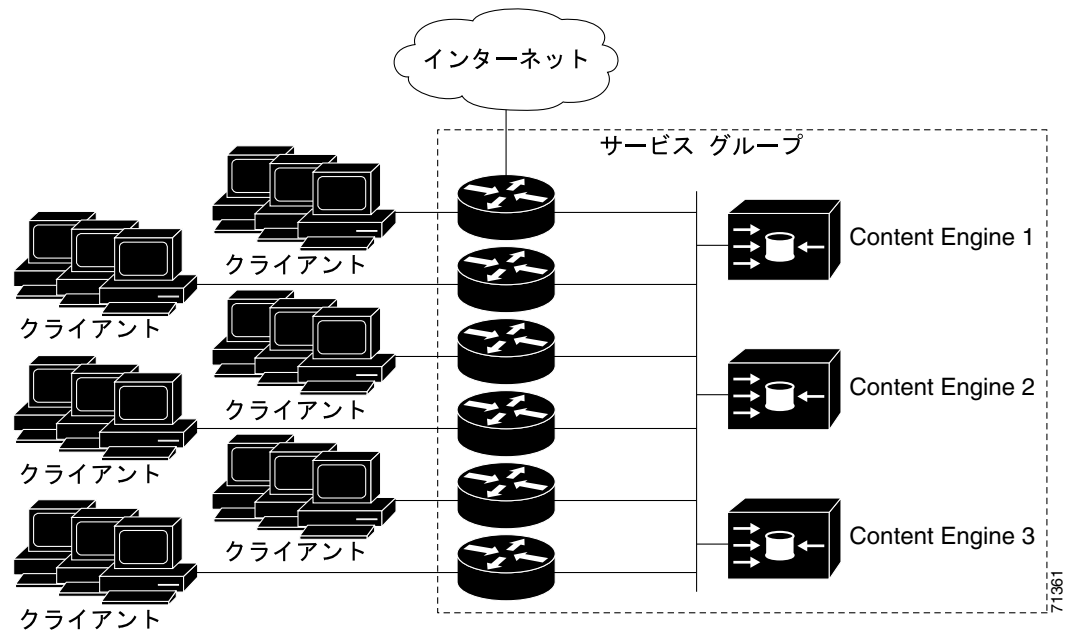 インターネット
サービス グループ
クライアント
Content Engine 1
クライアント
クライアント
Content Engine 2
クライアント
クライアント
Content Engine 3
クライアント
71361